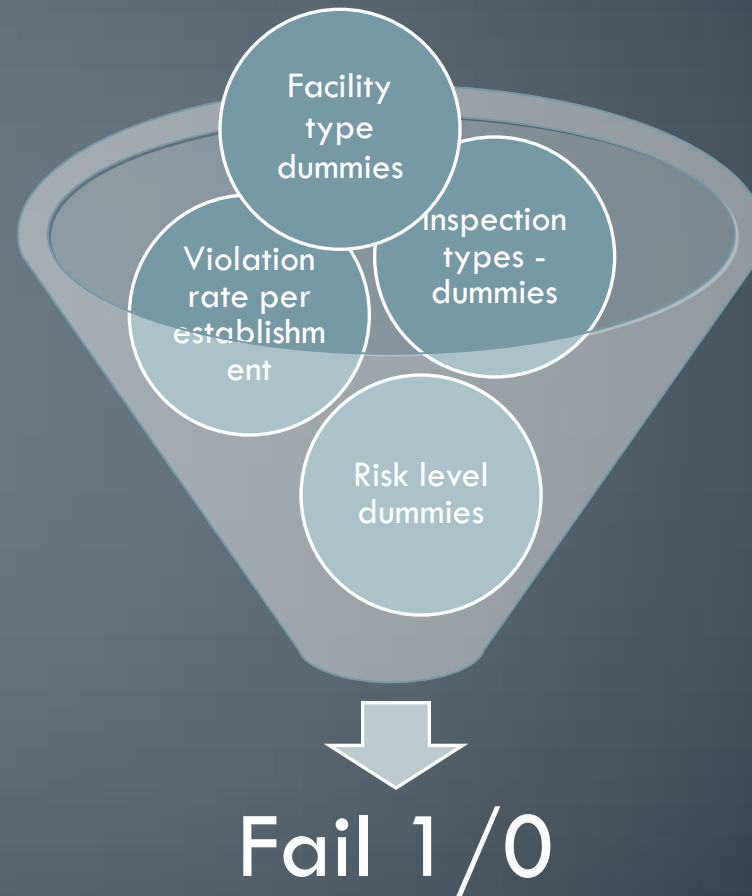 Facility
type
dummies
Inspection
types -
dummies
Violation
rate per
establishm
ent
Risk level
dummies
Fail 1/0